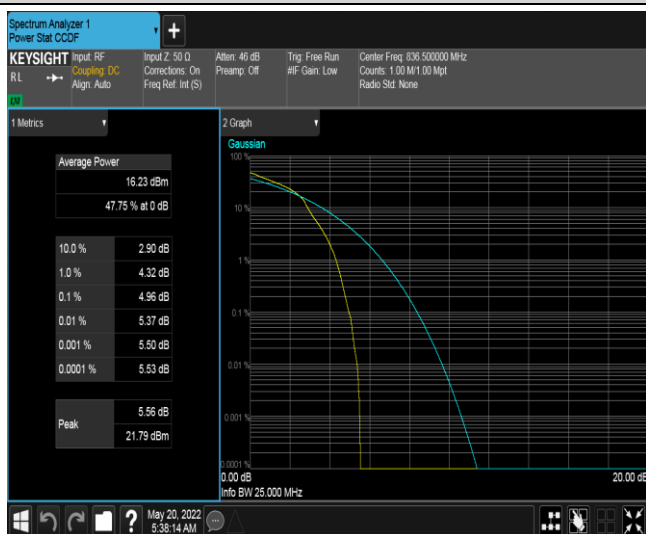 Spectrum Analyzer 1
Power Stat CCDF
KEYSIGHT
RL
Input: RF
Coupling: DC
Align: Auto
Input Z: 50 Ω
Corrections: On
Freq Ref: Int (S)
Atten: 46 dB
Preamp: Off
Trig: Free Run
#IF Gain: Low
Center Freq: 836.500000 MHz
Counts: 1.00 M/1.00 Mpt
Radio Std: None
1 Metrics
Average Power
16.23 dBm
47.75 % at 0 dB
10.0 % 2.90 dB
1.0 % 4.32 dB
0.1 % 4.96 dB
0.01 % 5.37 dB
0.001 % 5.50 dB
0.0001 % 5.53 dB
Peak
5.56 dB
21.79 dBm
2 Graph
Gaussian
100 %
10 %
1 %
0.1 %
0.01 %
0.001 %
0.0001 %
0.00 dB
20.00 dB
Info BW 25.000 MHz
May 20, 2022
5:38:14 AM